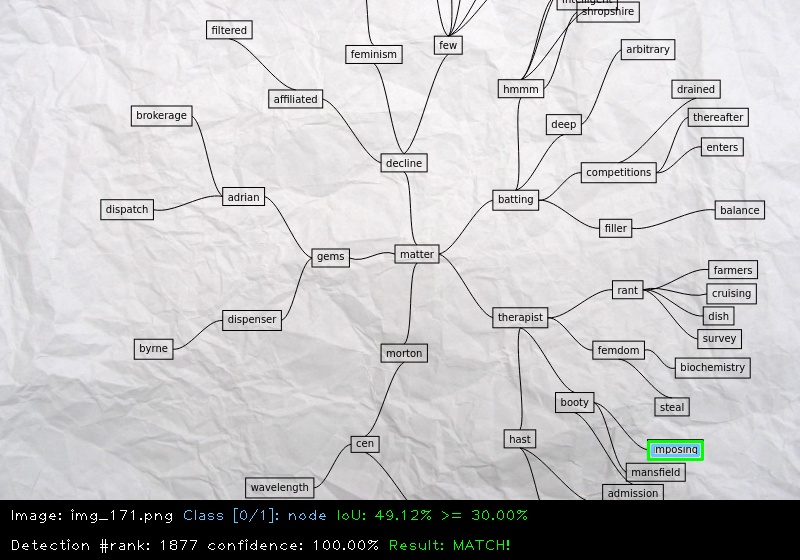 intelligent
shropshire
filtered
few
feminism
arbitrary
hmmm
drained
affiliated
brokerage
thereafter
deep
enters
decline
competitions
adrian
batting
dispatch
balance
filler
matter
gems
farmers
rant
cruising
dish
therapist
dispenser
survey
byrne
femdom
morton
biochemistry
booty
steal
hast
cen
mposing
mansfield
wavelength
admission
Image: img_171.png Class [0/1]: node IoU: 49.12% >= 30.00%
Detection #rank: 1877 confidence: 100.00% Result: MATCH!